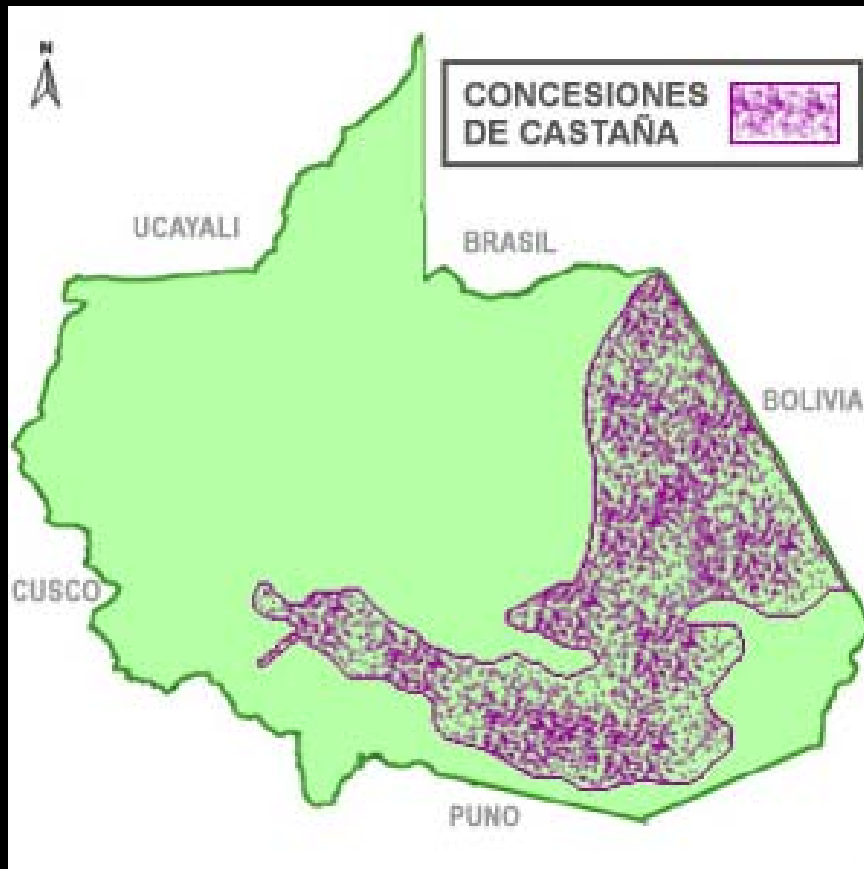 N
CONCESIONES
DE CASTAÑA
UCAYALI
BRASIL
BOLIVIA
CUSCO
PUNO